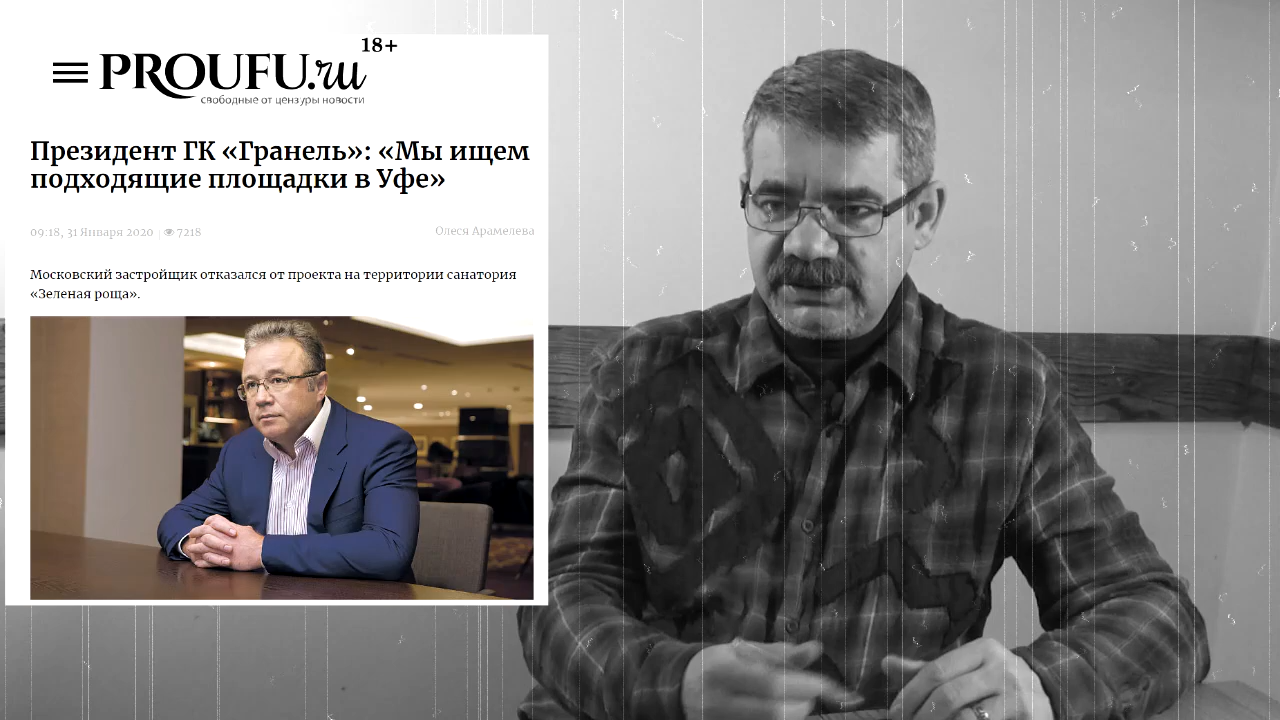 18+
PROUFU.ru
свободные от цензуры новости
Президент ГК «Гранель»: «Мы ищем
подходящие площадки в Уфе»
09:18, 31 Января 2020 | 7218
Олеся Арамелева
Московский застройщик отказался от проекта на территории санатория
«Зеленая роща».